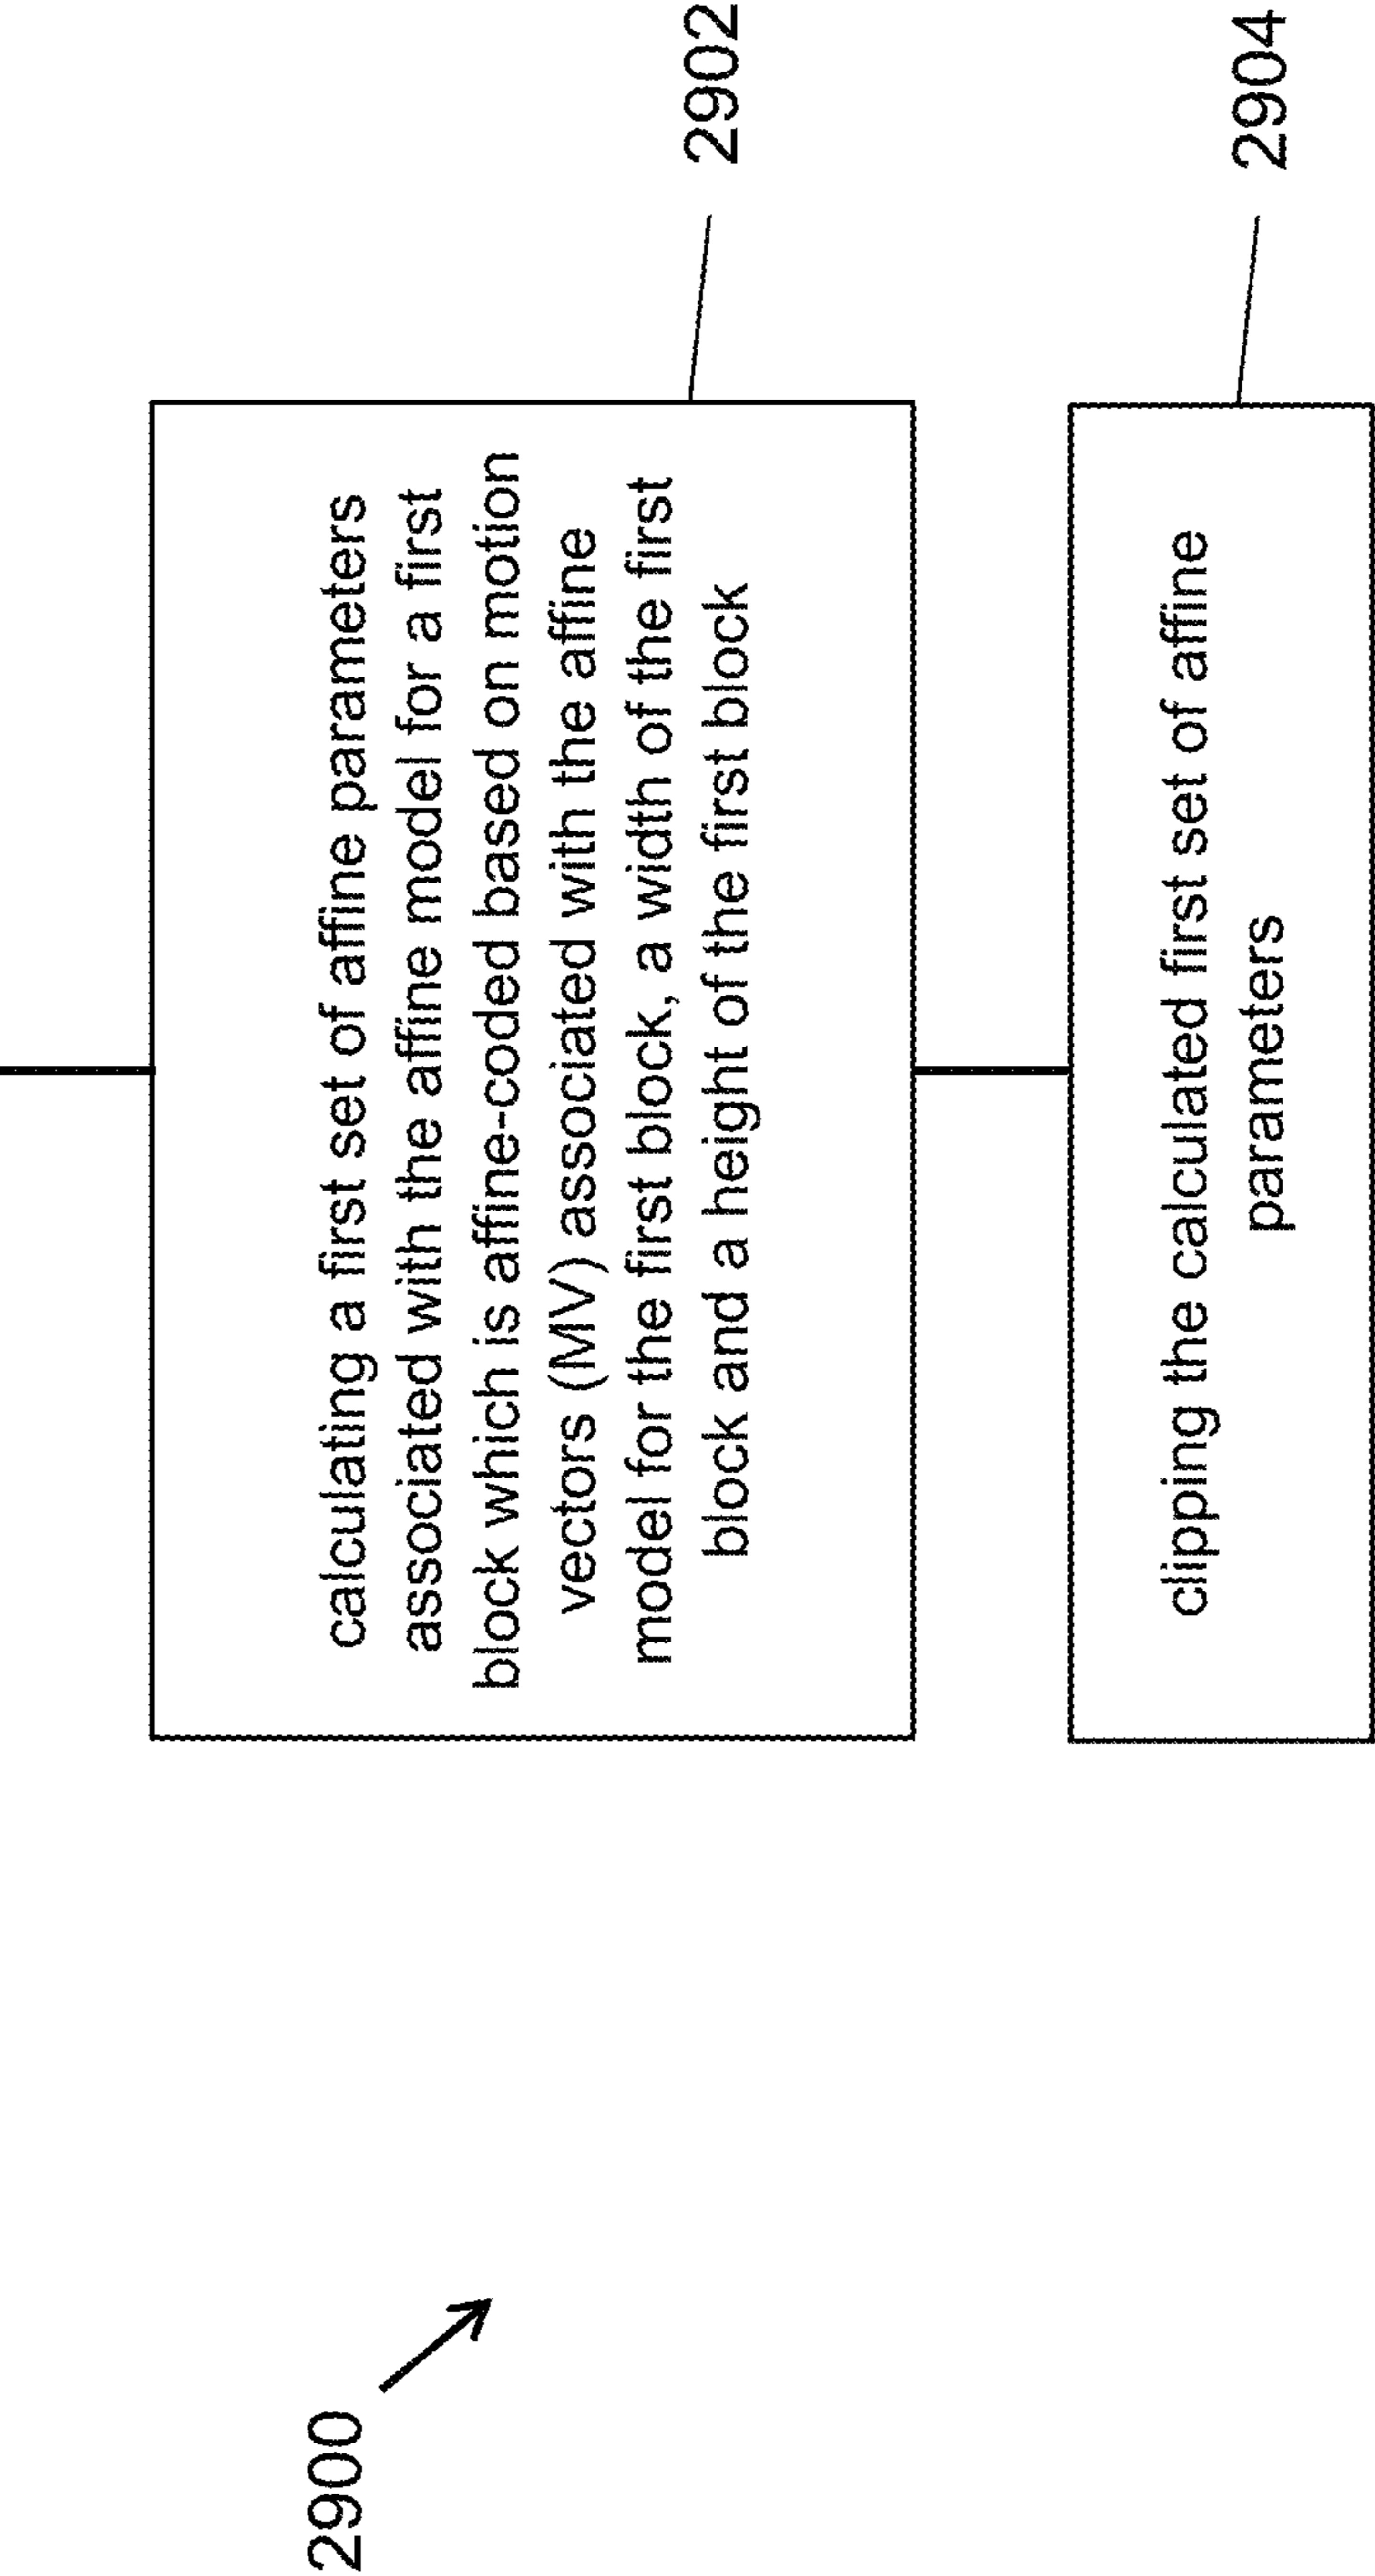 2900
calculating a first set of affine parameters
associated with the affine model for a first
block which is affine-coded based on motion
vectors (MV) associated with the affine
model for the first block, a width of the first
block and a height of the first block
2902
clipping the calculated first set of affine
parameters
2904